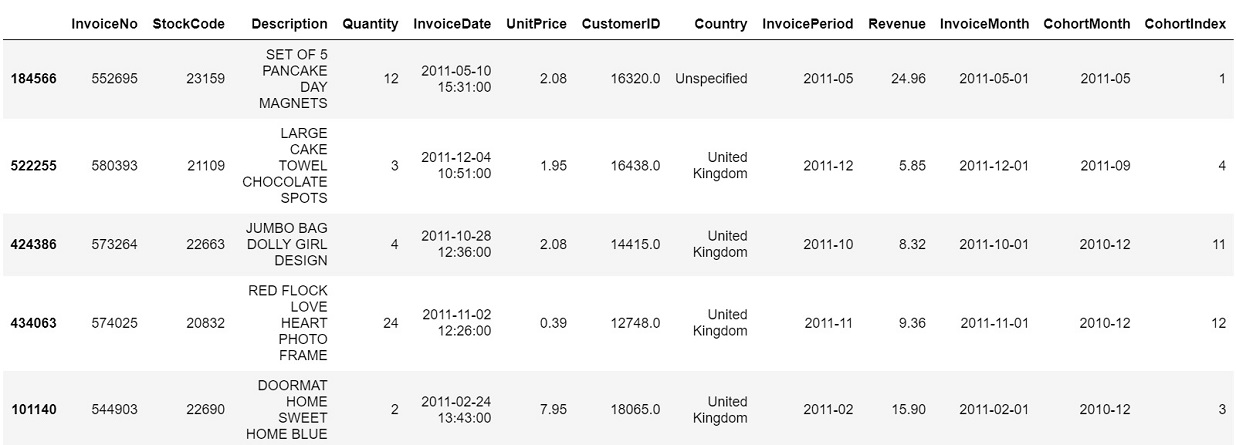 InvoiceNo StockCode Description Quantity InvoiceDate UnitPrice CustomerID Country InvoicePeriod Revenue InvoiceMonth CohortMonth CohortIndex
SET OF 5
PANCAKE
DAY
MAGNETS
184566 552695 23159 12 2011-05-10 15:31:00 2.08 16320.0 Unspecified 2011-05 24.96 2011-05-01 2011-05 1
LARGE
CAKE
TOWEL
CHOCOLATE
SPOTS
522255 580393 21109 3 2011-12-04 10:51:00 1.95 16438.0 United Kingdom 2011-12 5.85 2011-12-01 2011-09 4
JUMBO BAG
DOLLY GIRL
DESIGN
424386 573264 22663 4 2011-10-28 12:36:00 2.08 14415.0 United Kingdom 2011-10 8.32 2011-10-01 2010-12 11
RED FLOCK
LOVE
HEART
PHOTO
FRAME
434063 574025 20832 24 2011-11-02 12:26:00 0.39 12748.0 United Kingdom 2011-11 9.36 2011-11-01 2010-12 12
DOORMAT
HOME
SWEET
HOME BLUE
101140 544903 22690 2 2011-02-24 13:43:00 7.95 18065.0 United Kingdom 2011-02 15.90 2011-02-01 2010-12 3